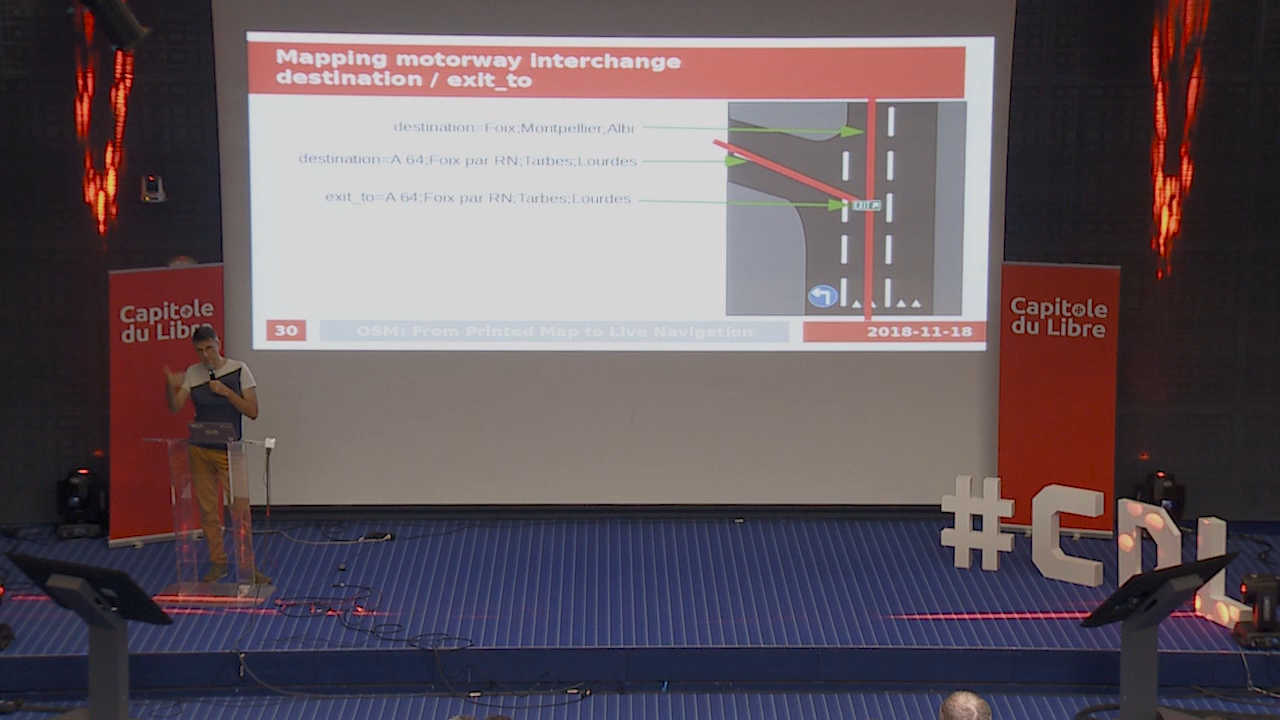 Mapping motorway interchange
destination / exit_to
destination=Foix;Montpellier;Albi
destination=A 64;Foix par RN;Tarbes;Lourdes
exit_to=A 64;Foix par RN;Tarbes;Lourdes
EXIT
30
OSM: From Printed Map to Live Navigation
2018-11-18
Capitole
du Libre
Capitole
du Libre
#CDL